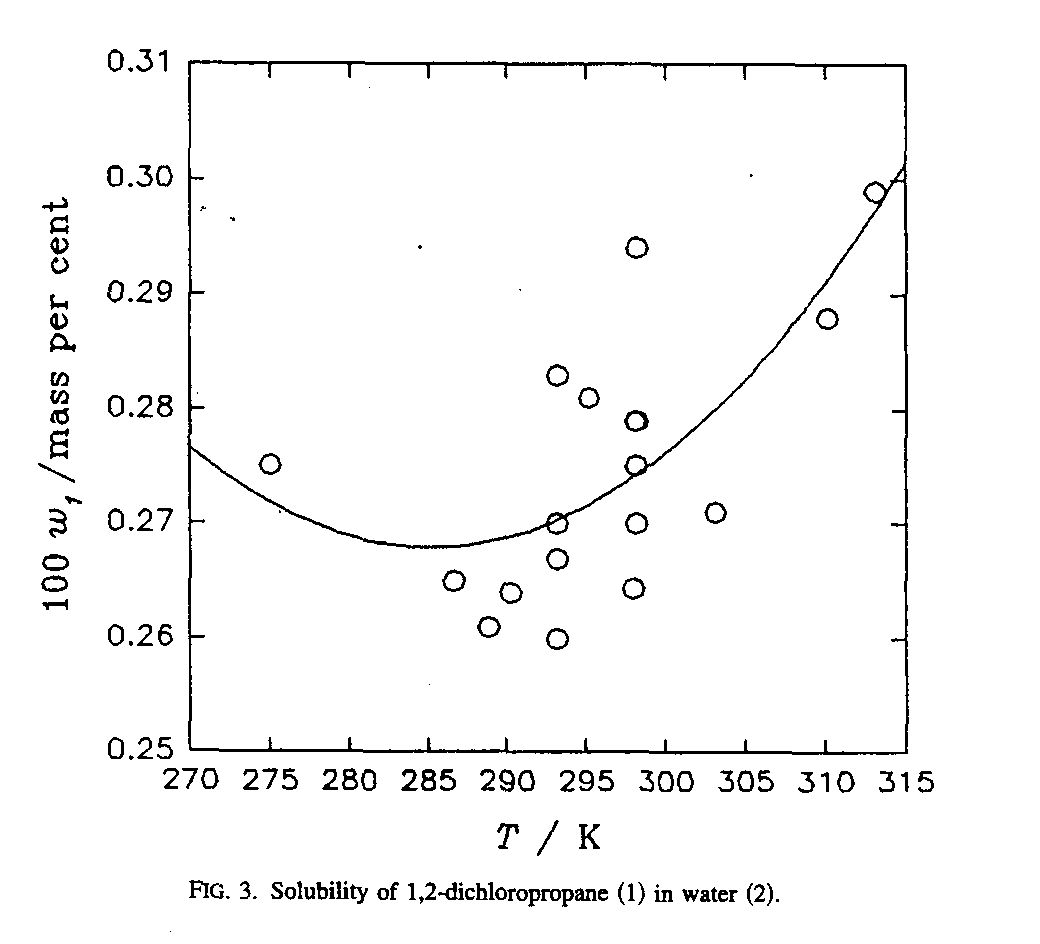 0.31
0.30
0.29
0.28
0.27
0.26
0.25
100 w₁/mass per cent
270 275 280 285 290 295 300 305 310 315
T / K
FIG. 3. Solubility of 1,2-dichloropropane (1) in water (2).